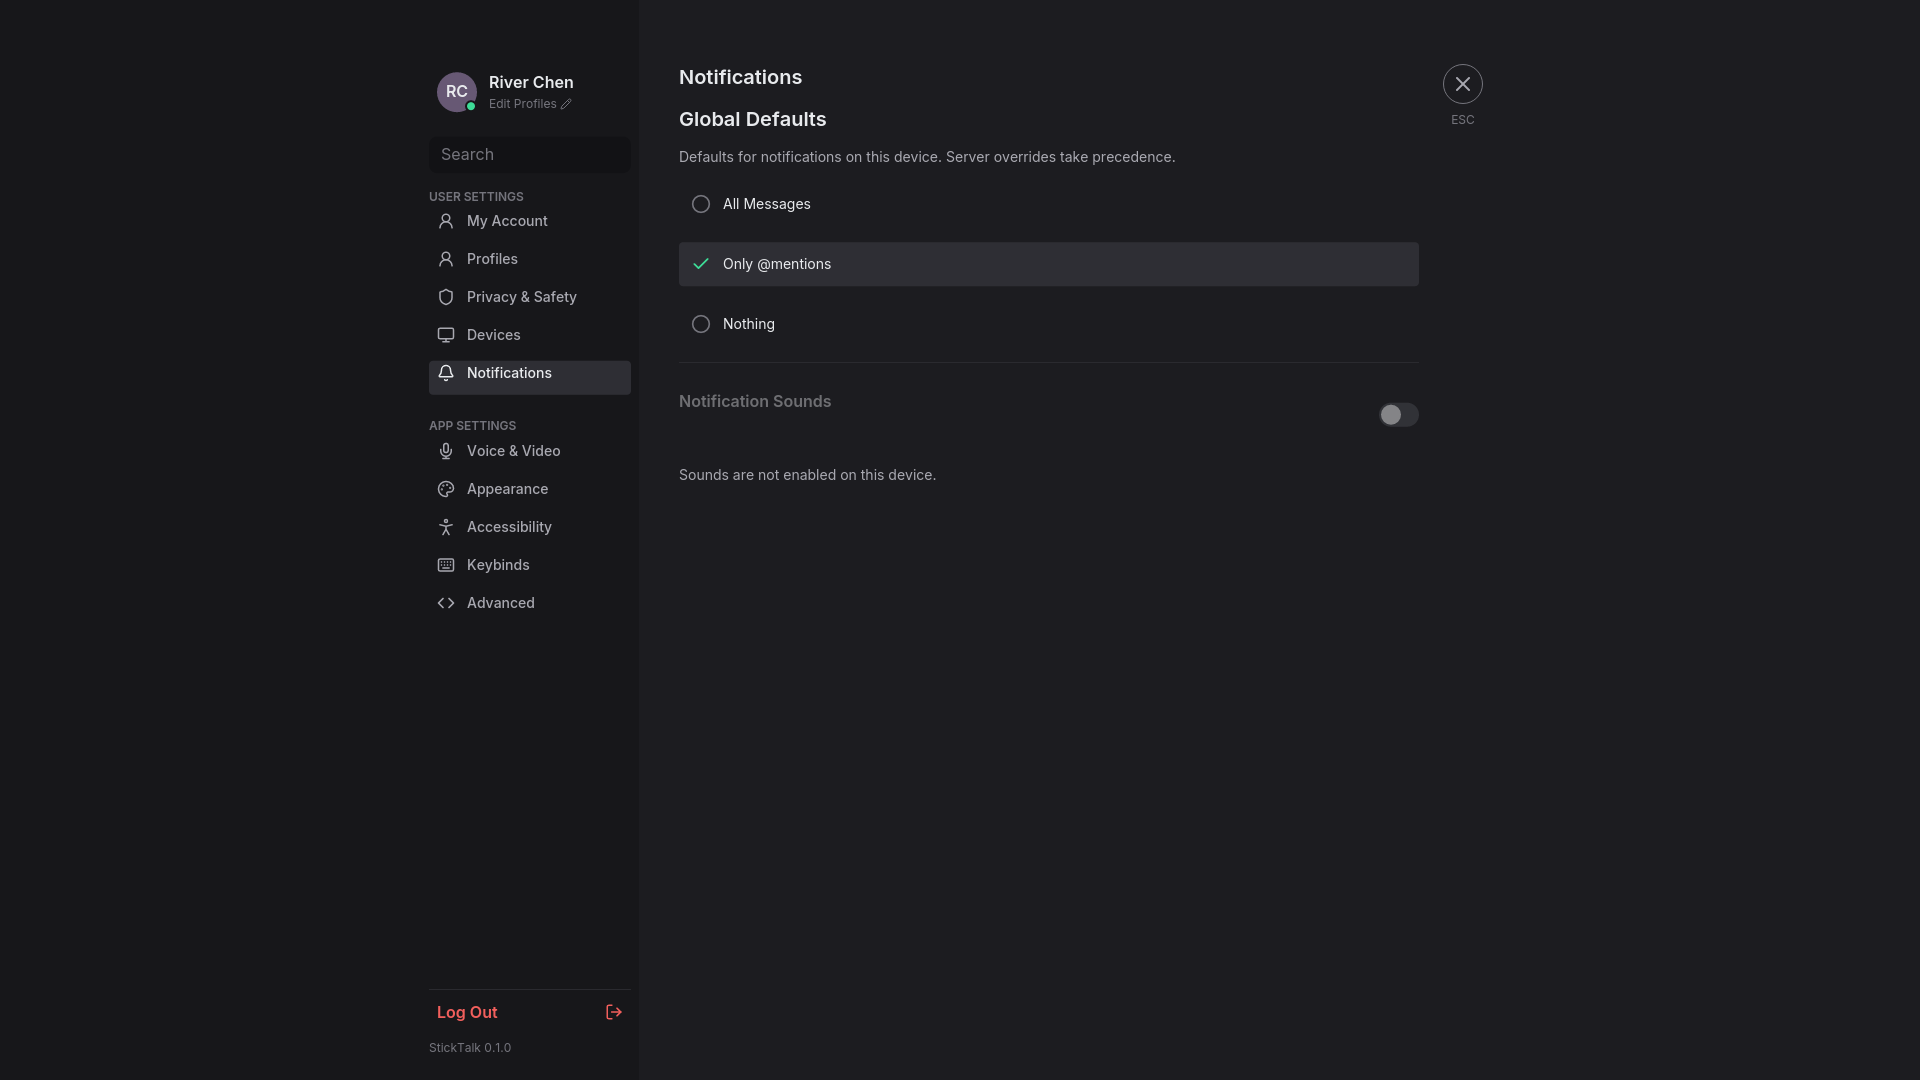 RC
River Chen
Edit Profiles
Search
USER SETTINGS
My Account
Profiles
Privacy & Safety
Devices
Notifications
APP SETTINGS
Voice & Video
Appearance
Accessibility
Keybinds
Advanced
Log Out
StickTalk 0.1.0
Notifications
Global Defaults
Defaults for notifications on this device. Server overrides take precedence.
All Messages
Only @mentions
Nothing
Notification Sounds
Sounds are not enabled on this device.
ESC